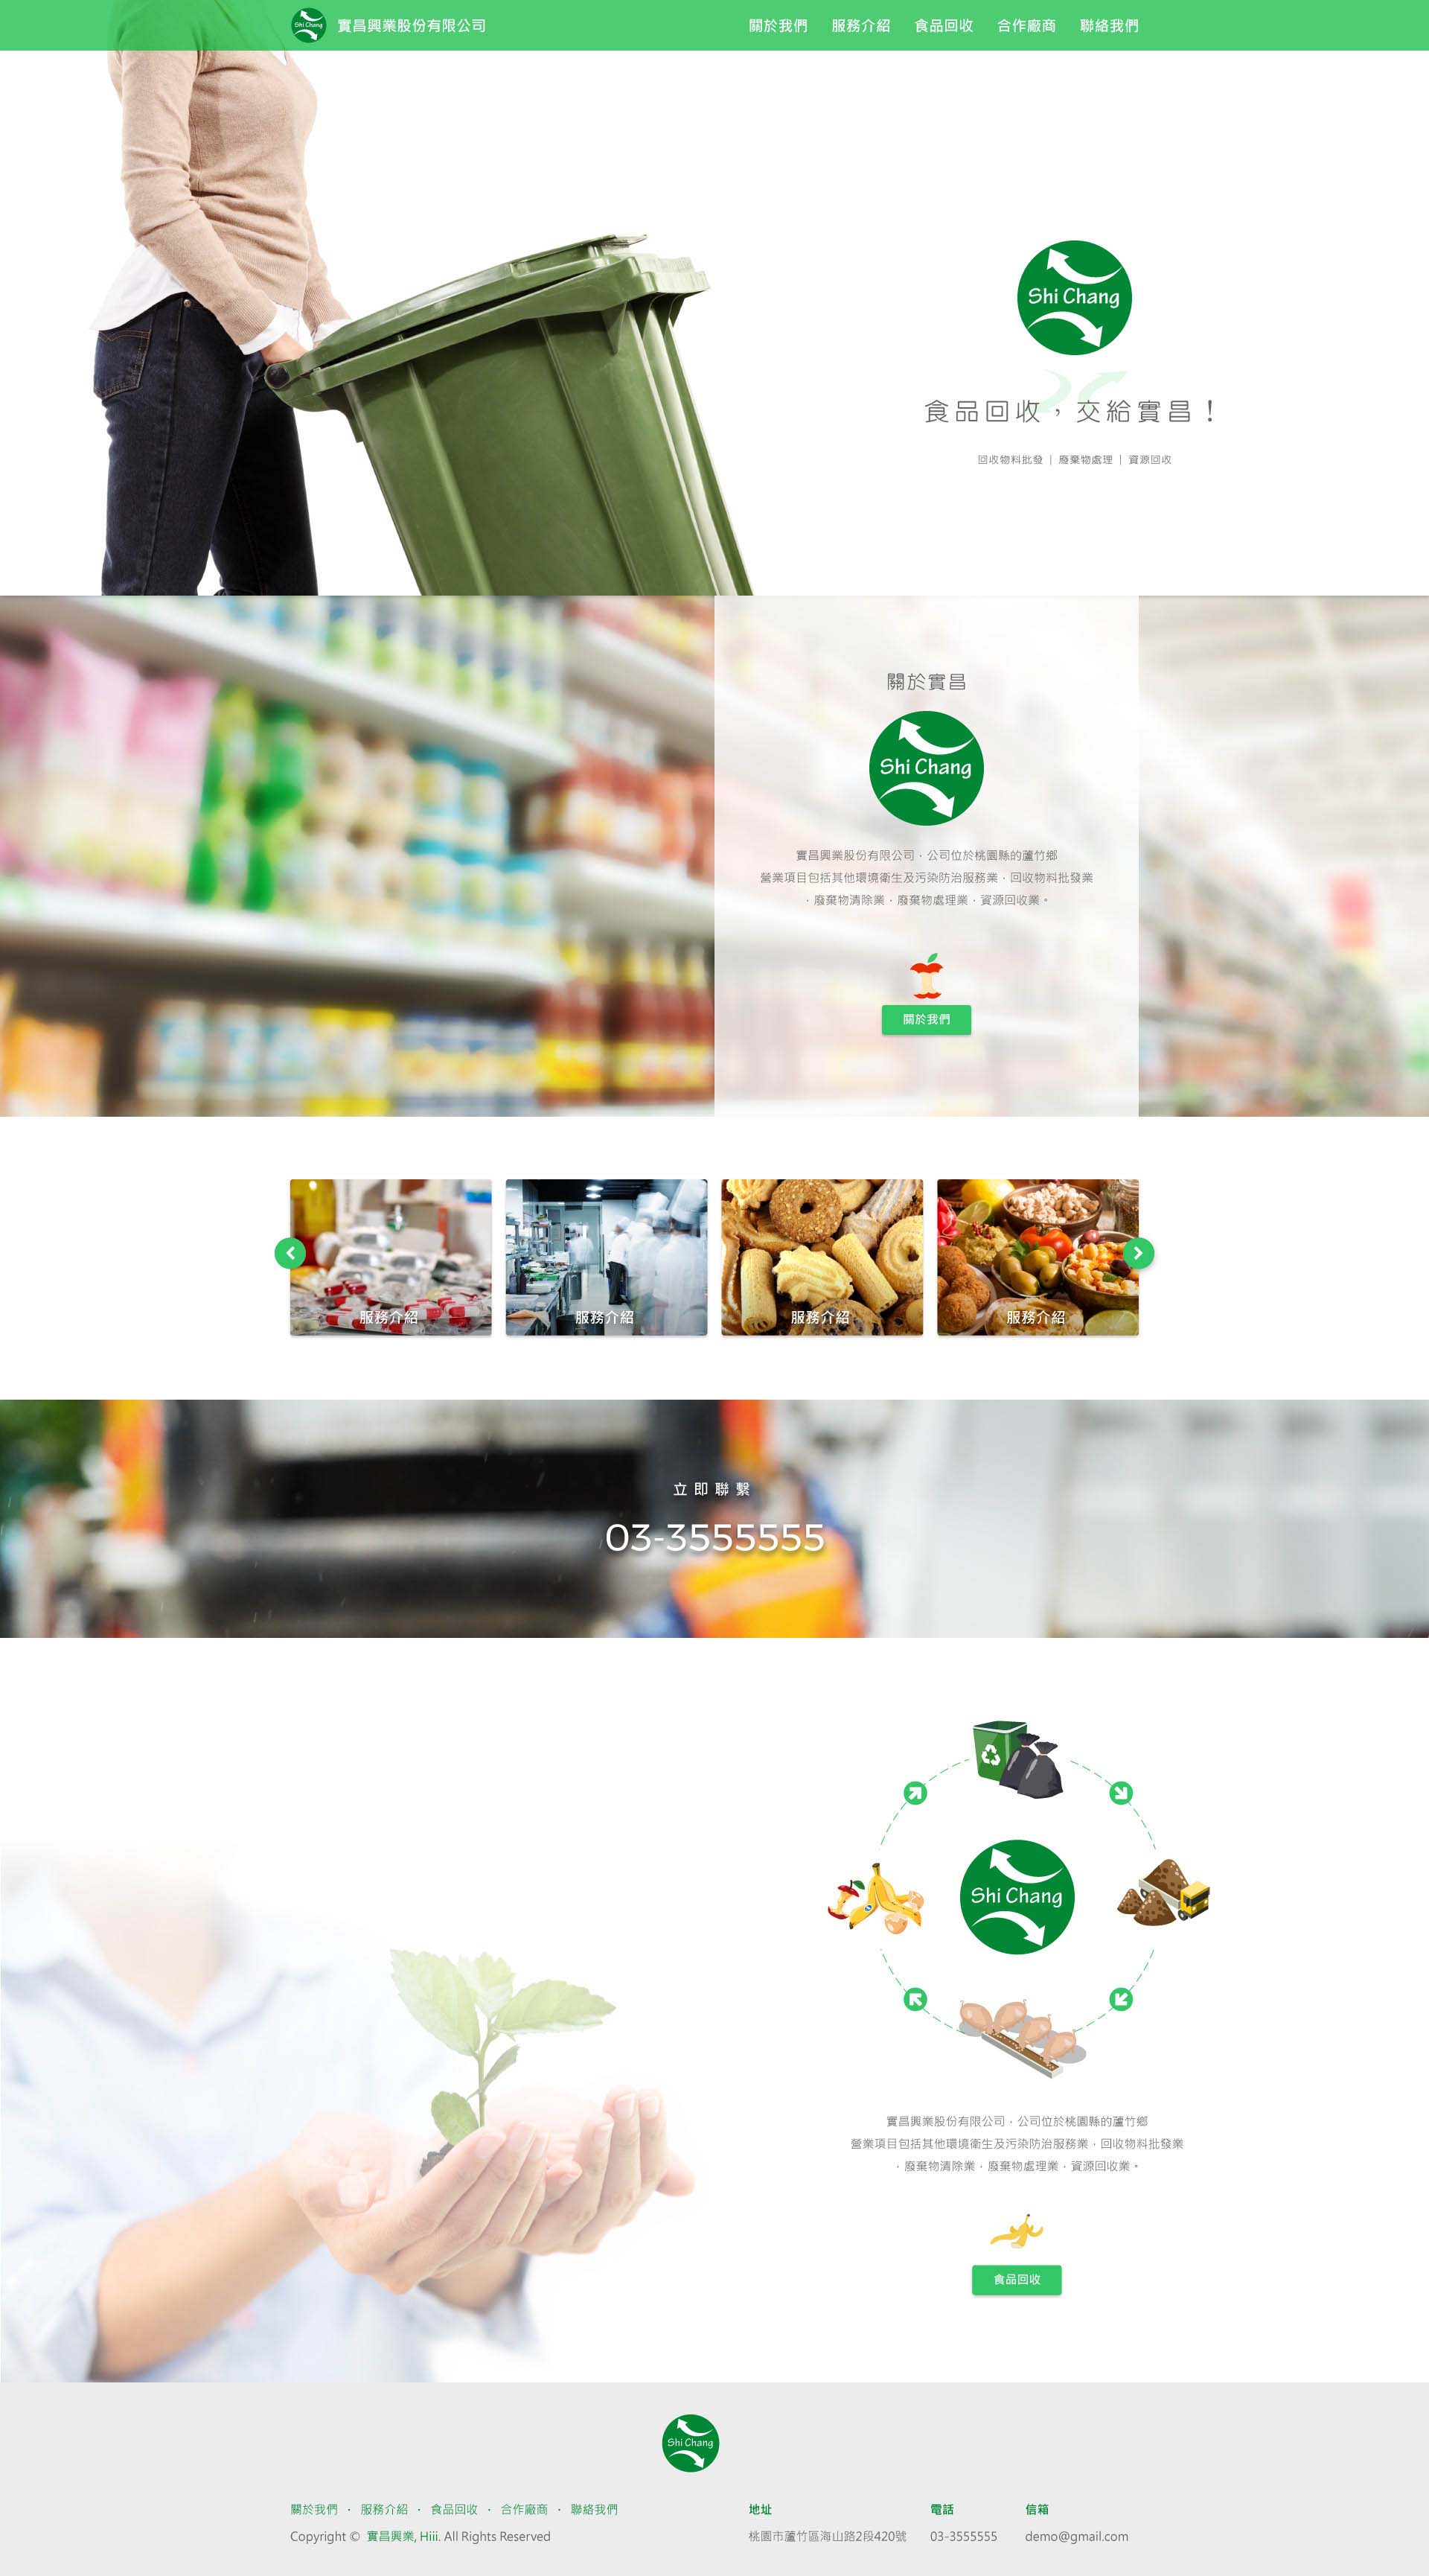 Shi Chang
實昌興業股份有限公司
關於我們 服務介紹 食品回收 合作廠商 聯絡我們
Shi Chang
食品回收，交給實昌！
回收物料批發 | 廢棄物處理 | 資源回收
關於實昌
Shi Chang
實昌興業股份有限公司．公司位於桃園縣的蘆竹鄉
營業項目包括其他環境衛生及污染防治服務業．回收物料批發業
．廢棄物清除業．廢棄物處理業．資源回收業。
關於我們
服務介紹 服務介紹 服務介紹 服務介紹
立即聯繫
03-3555555
Shi Chang
實昌興業股份有限公司．公司位於桃園縣的蘆竹鄉
營業項目包括其他環境衛生及污染防治服務業．回收物料批發業
．廢棄物清除業．廢棄物處理業．資源回收業。
食品回收
Shi Chang
關於我們 · 服務介紹 · 食品回收 · 合作廠商 · 聯絡我們
Copyright © 實昌興業, Hiii. All Rights Reserved
地址 電話 信箱
桃園市蘆竹區海山路2段420號 03-3555555 demo@gmail.com